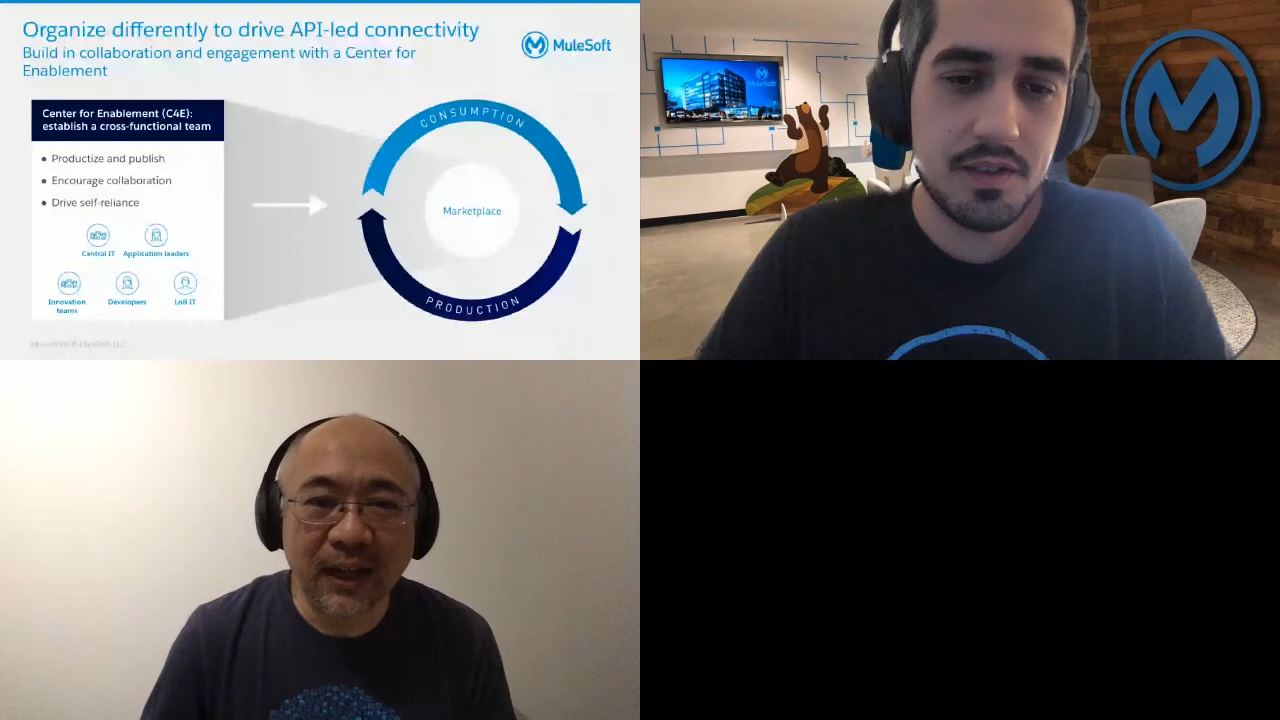 Organize differently to drive API-led connectivity
Build in collaboration and engagement with a Center for
Enablement
MuleSoft
Center for Enablement (C4E):
establish a cross-functional team
• Productize and publish
• Encourage collaboration
• Drive self-reliance
Central IT
Application leaders
Innovation
teams
Developers
LoB IT
CONSUMPTION
Marketplace
PRODUCTION
MuleSoft